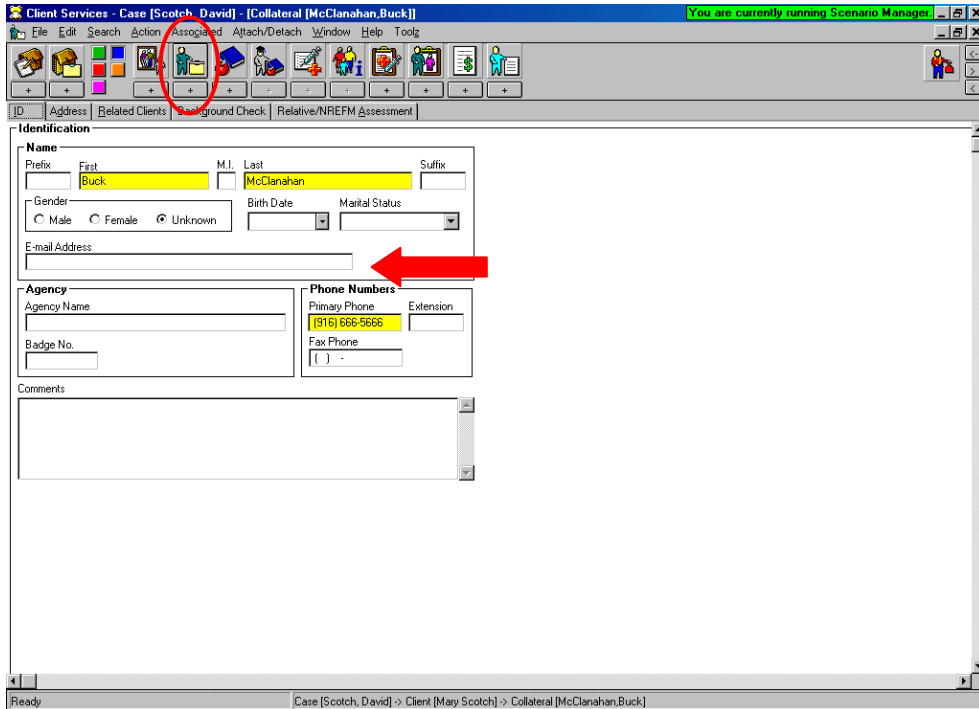 Client Services - Case [Scotch, David] - [Collateral [McClanahan,Buck]]
You are currently running Scenario Manager.
File Edit Search Action Associated Attach/Detach Window Help Toolz
+ + + + + + + + + + + +
ID Address Related Clients Background Check Relative/NREFM Assessment
Identification
Name
Prefix First M.I. Last Suffix
Buck McClanahan
Gender Birth Date Marital Status
Male Female Unknown
E-mail Address
Agency Phone Numbers
Agency Name Primary Phone Extension
(916) 666-5666
Badge No. Fax Phone
( ) -
Comments
Ready Case [Scotch, David] -> Client [Mary Scotch] -> Collateral [McClanahan,Buck]